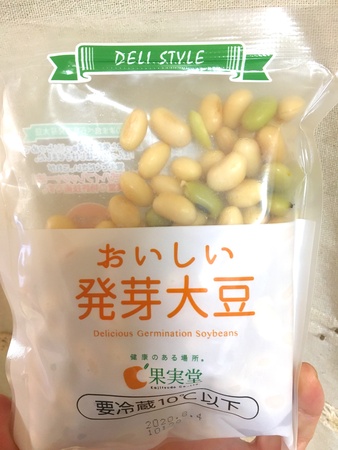 DELI STYLE
おいしい
発芽大豆
Delicious Germination Soybeans
健康のある場所。
果実堂
要冷蔵10℃以下